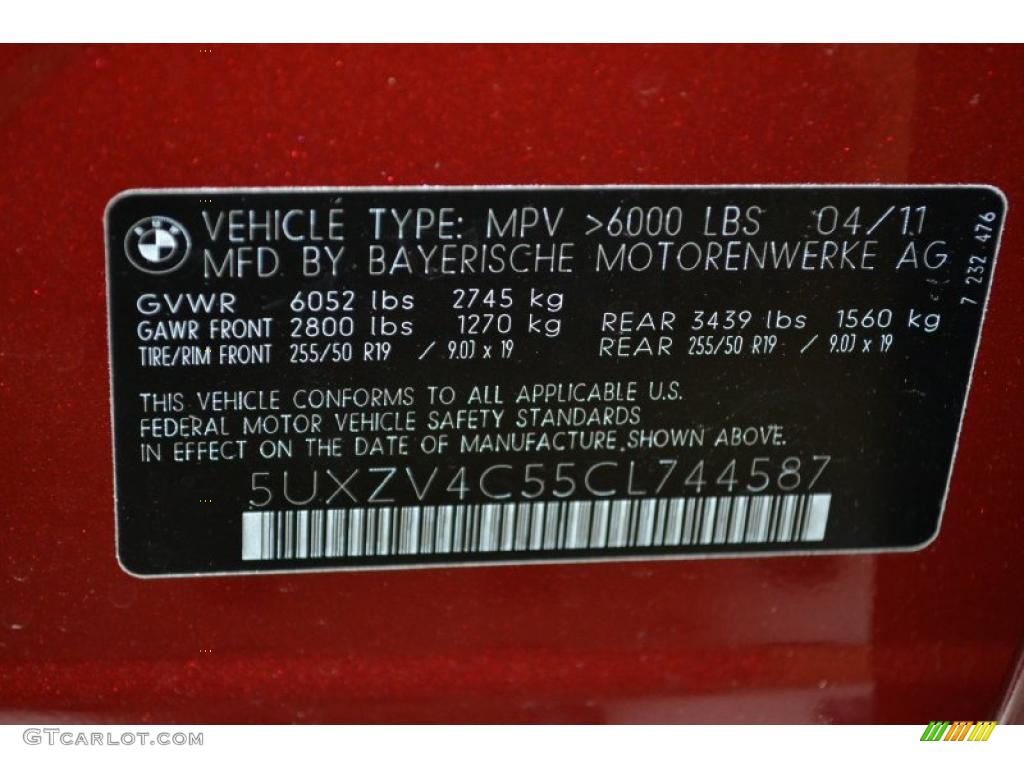 VEHICLE TYPE: MPV >6000 LBS 04/11
MFD BY BAYERISCHE MOTORENWERKE AG
7 232 476
GVWR 6052 lbs 2745 kg
GAWR FRONT 2800 lbs 1270 kg REAR 3439 lbs 1560 kg
TIRE/RIM FRONT 255/50 R19 / 9.0J x 19 REAR 255/50 R19 / 9.0J x 19
THIS VEHICLE CONFORMS TO ALL APPLICABLE U.S.
FEDERAL MOTOR VEHICLE SAFETY STANDARDS
IN EFFECT ON THE DATE OF MANUFACTURE SHOWN ABOVE.
5UXZV4C55CL744587
GTCARLOT.COM